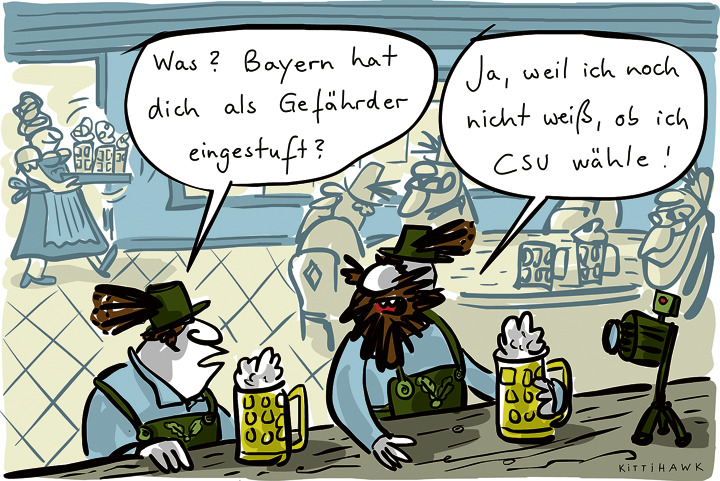 Was? Bayern hat
dich als Gefährder
eingestuft?
Ja, weil ich noch
nicht weiß, ob ich
CSU wähle!
KiTTiHAWK